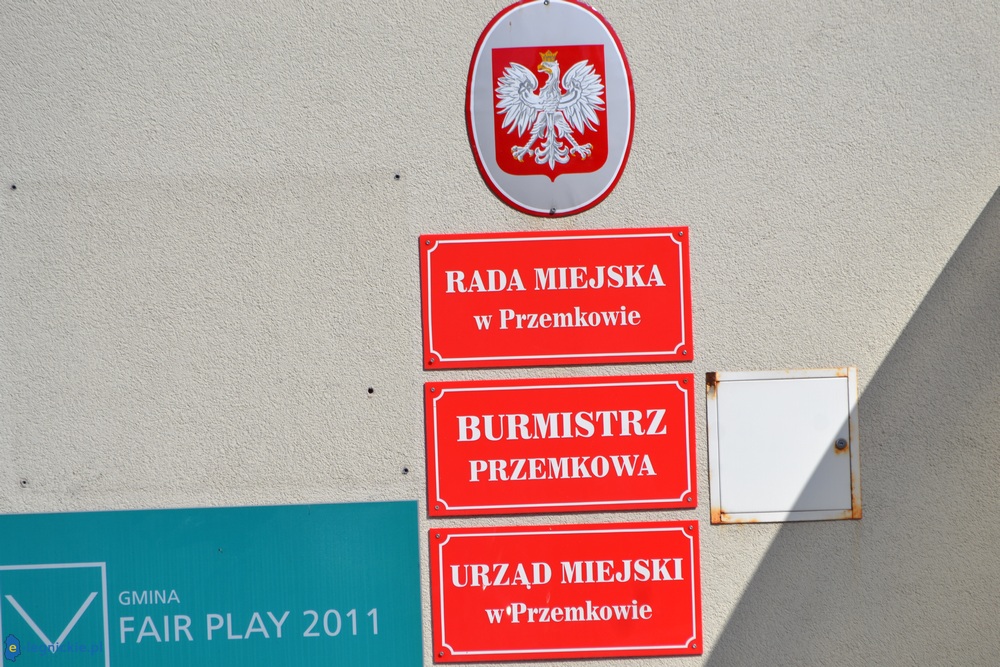 RADA MIEJSKA
w Przemkowie
BURMISTRZ
PRZEMKOWA
URZĄD MIEJSKI
w Przemkowie
GMINA
FAIR PLAY 2011